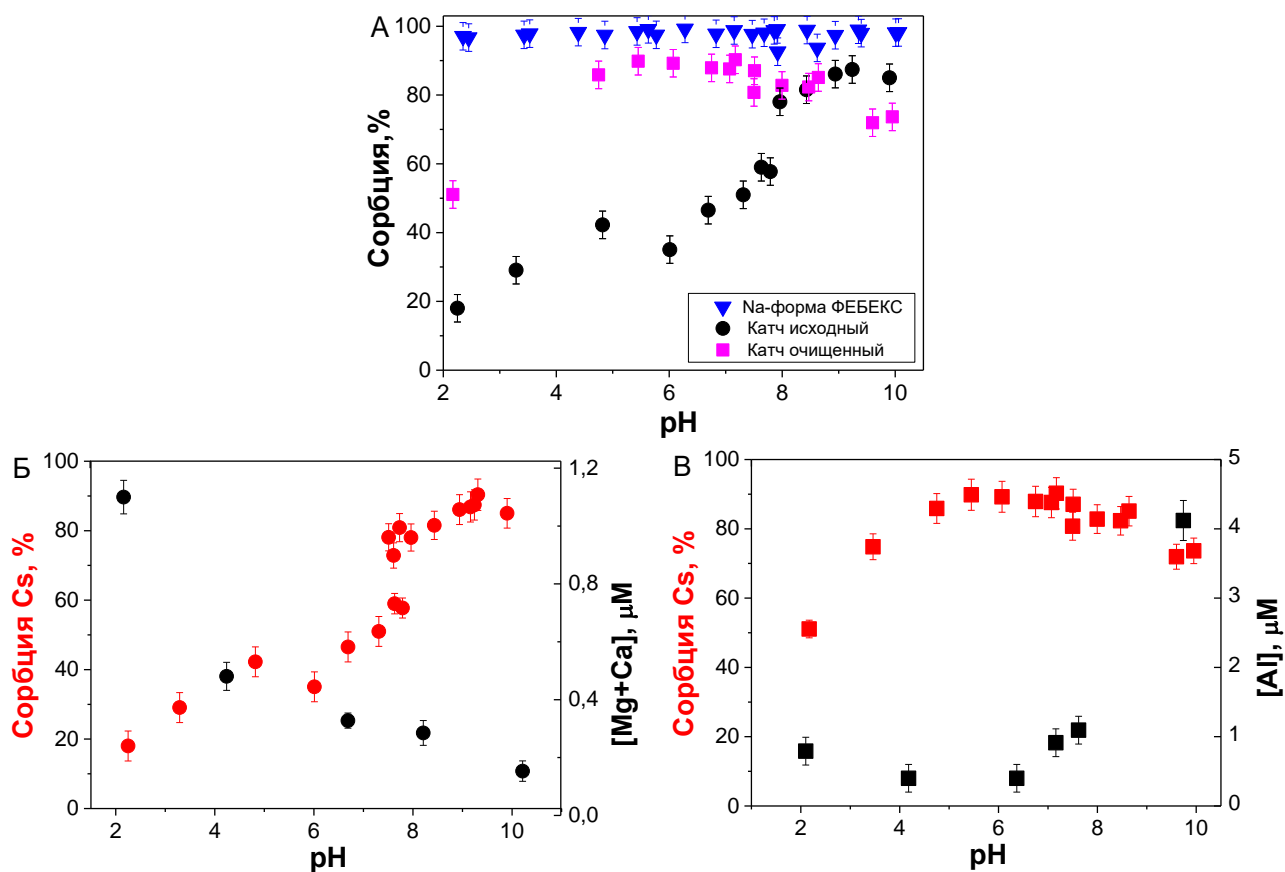 А
Сорбция,%
100
80
60
40
20
0
Na-форма ФЕБЕКС
Катч исходный
Катч очищенный
2 4 6 8 10
pH
Б
Сорбция Cs, %
100
80
60
40
20
0
1,2
0,8
0,4
0,0
[Mg+Ca], μM
2 4 6 8 10
pH
В
Сорбция Cs, %
100
80
60
40
20
0
5
4
3
2
1
0
[Al], μM
2 4 6 8 10
pH